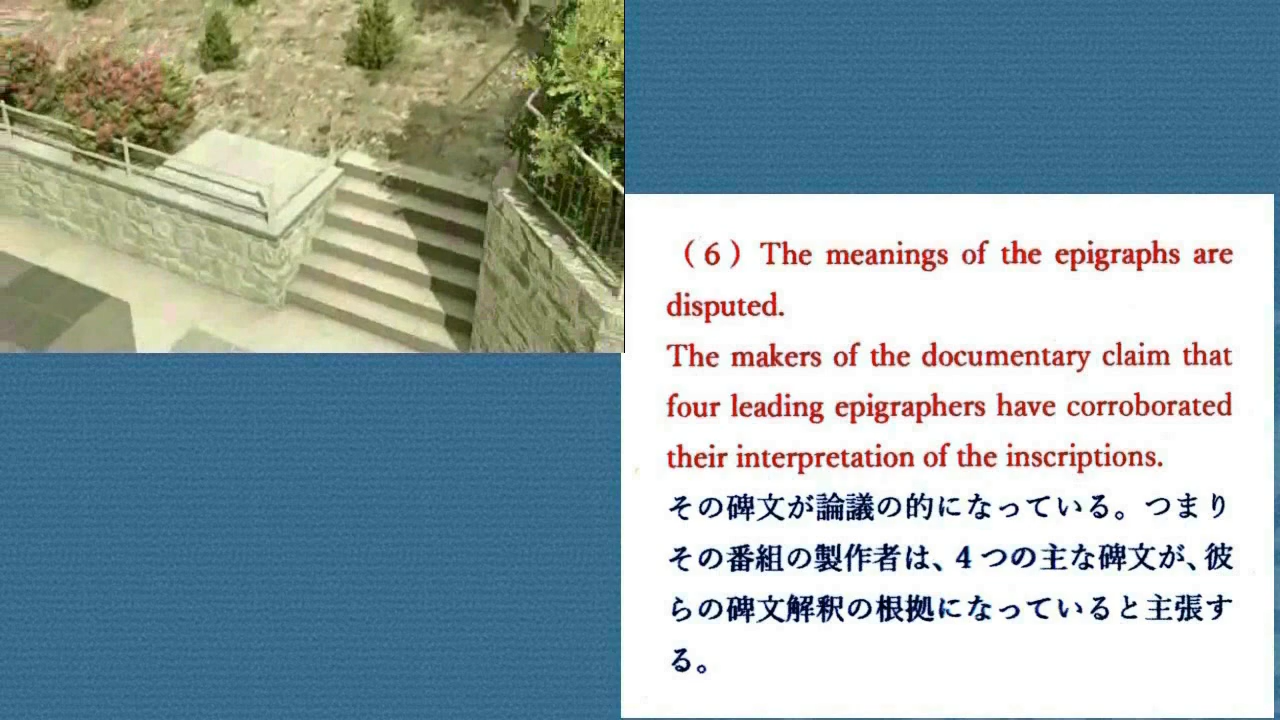 （６）The meanings of the epigraphs are
disputed.
The makers of the documentary claim that
four leading epigraphers have corroborated
their interpretation of the inscriptions.
その碑文が論議の的になっている。つまり
その番組の製作者は、４つの主な碑文が、彼
らの碑文解釈の根拠になっていると主張す
る。